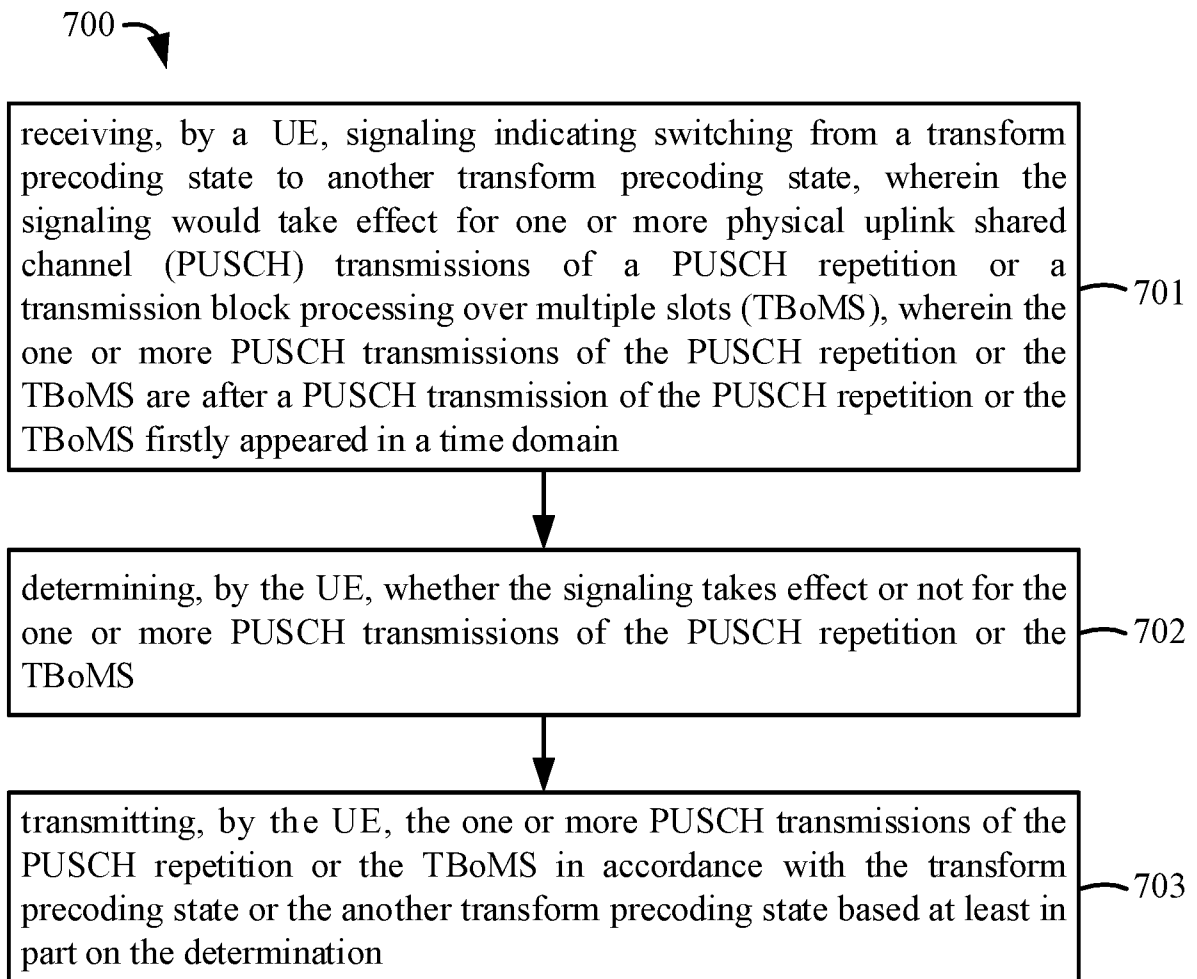 700
receiving, by a UE, signaling indicating switching from a transform
precoding state to another transform precoding state, wherein the
signaling would take effect for one or more physical uplink shared
channel (PUSCH) transmissions of a PUSCH repetition or a
transmission block processing over multiple slots (TBoMS), wherein the
one or more PUSCH transmissions of the PUSCH repetition or the
TBoMS are after a PUSCH transmission of the PUSCH repetition or the
TBoMS firstly appeared in a time domain
701
determining, by the UE, whether the signaling takes effect or not for the
one or more PUSCH transmissions of the PUSCH repetition or the
TBoMS
702
transmitting, by the UE, the one or more PUSCH transmissions of the
PUSCH repetition or the TBoMS in accordance with the transform
precoding state or the another transform precoding state based at least in
part on the determination
703